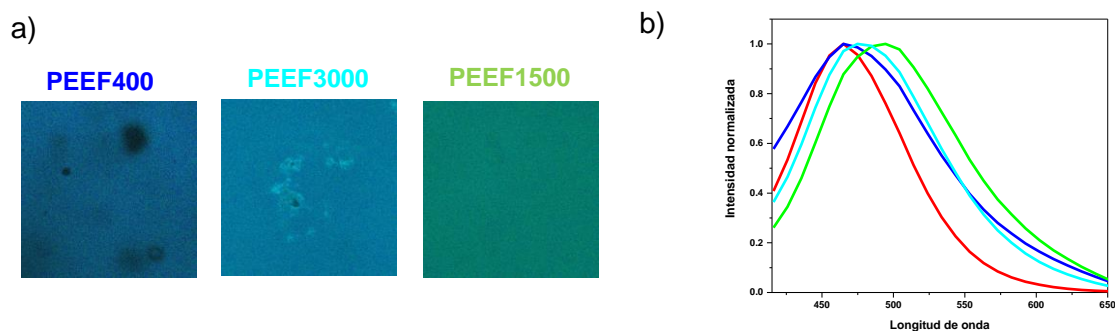 a)
PEEF400
PEEF3000
PEEF1500
b)
Intensidad normalizada
1.0
0.8
0.6
0.4
0.2
0.0
450
500
550
600
650
Longitud de onda